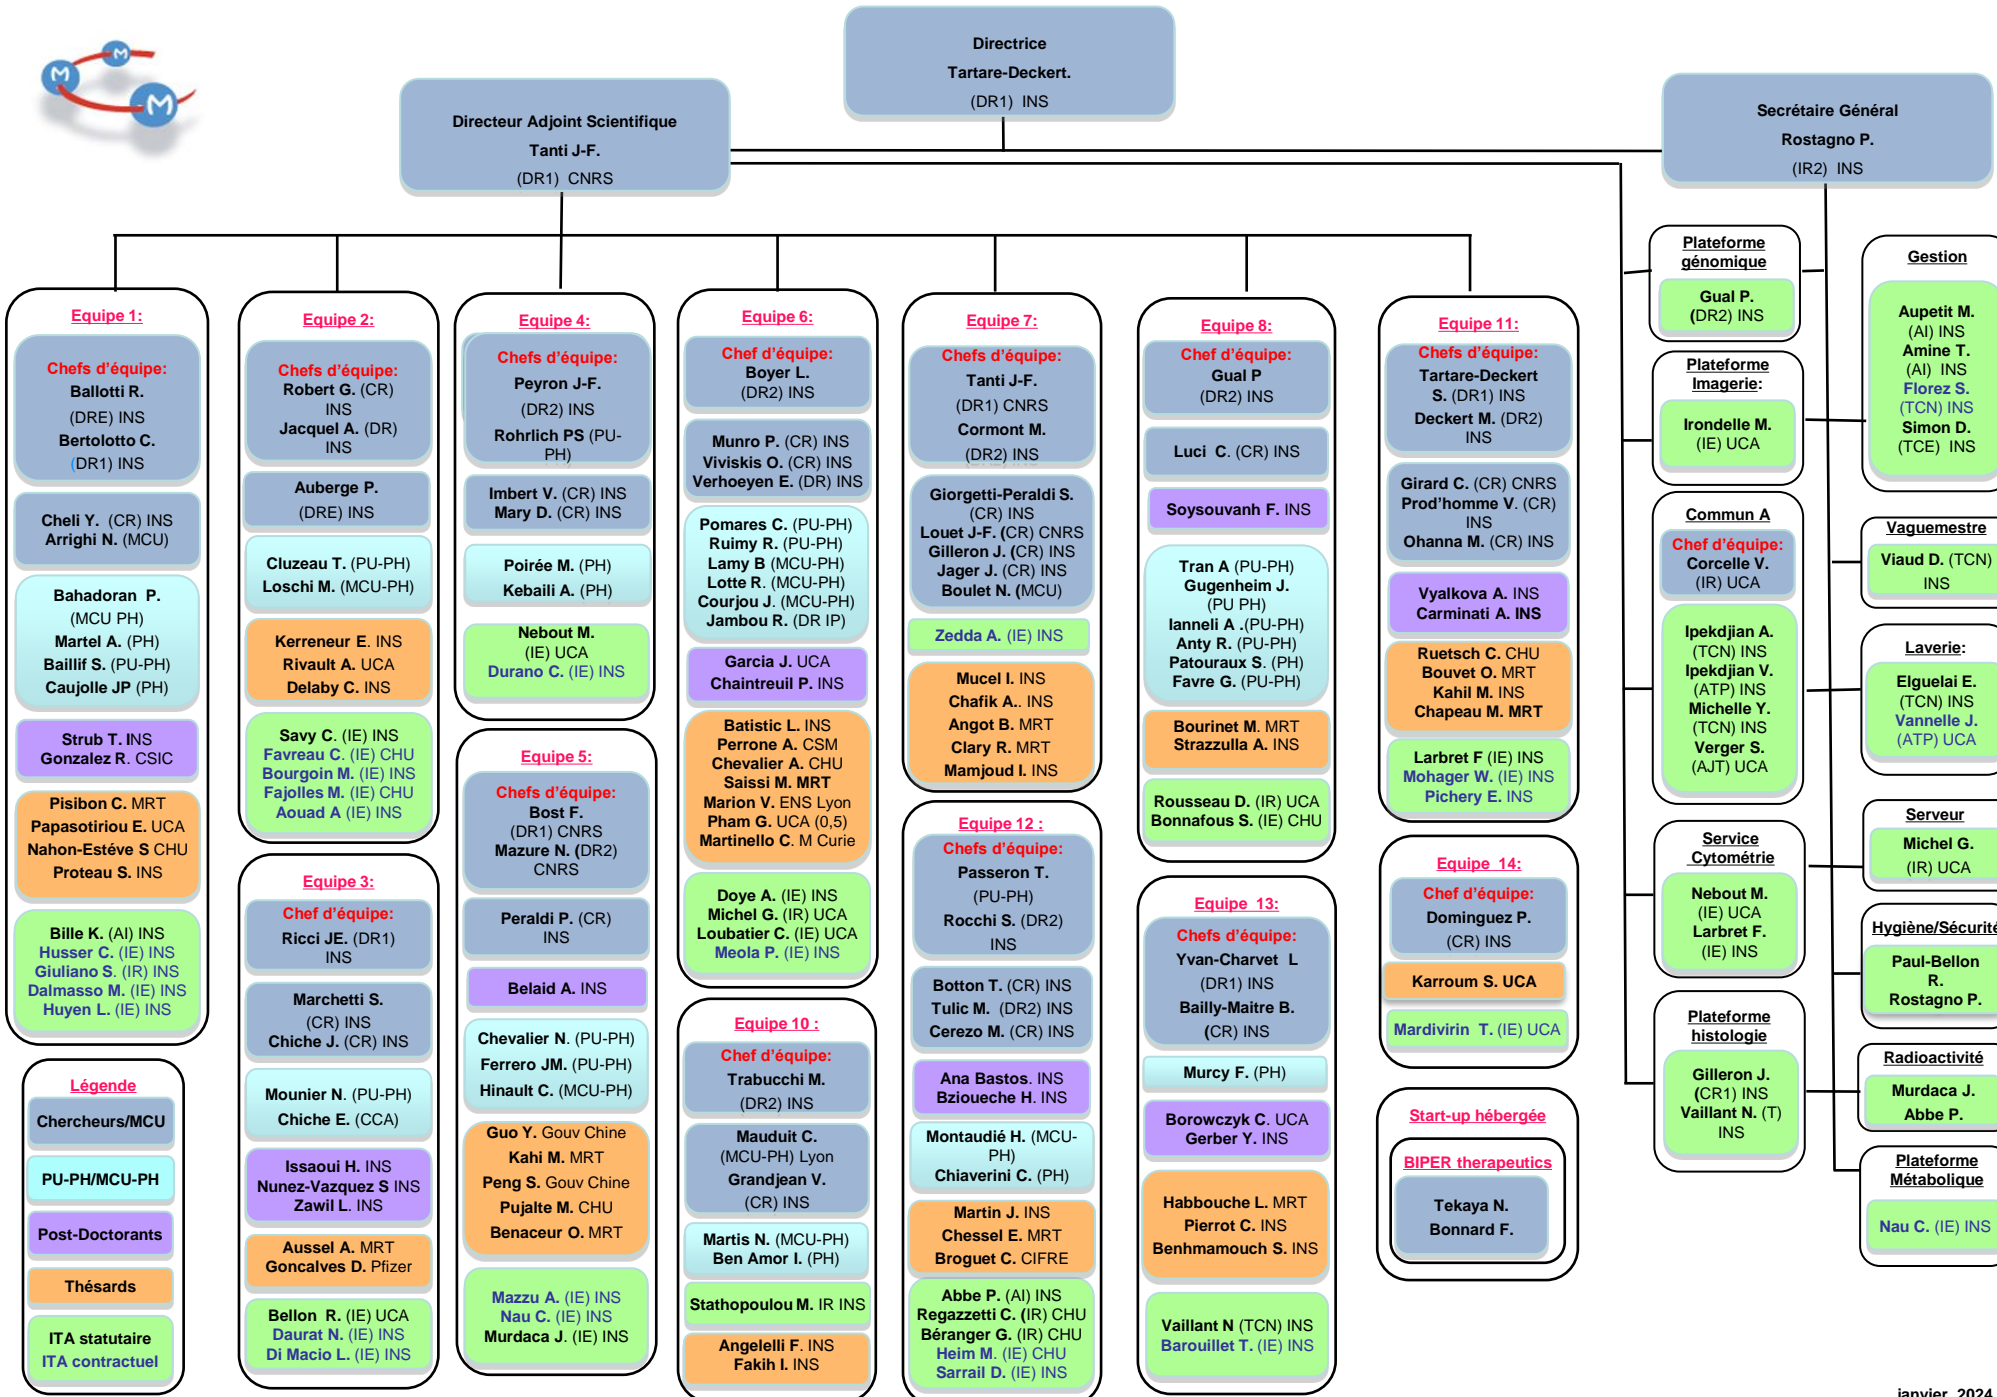 Directrice
Tartare-Deckert.
(DR1) INS
Directeur Adjoint Scientifique
Tanti J-F.
(DR1) CNRS
Secrétaire Général
Rostagno P.
(IR2) INS
M
M
M
Equipe 1:
Chefs d'équipe:
Ballotti R.
(DRE) INS
Bertolotto C.
(DR1) INS
Cheli Y. (CR) INS
Arrighi N. (MCU)
Bahadoran P.
(MCU PH)
Martel A. (PH)
Baillif S. (PU-PH)
Caujolle JP (PH)
Strub T. INS
Gonzalez R. CSIC
Pisibon C. MRT
Papasotiriou E. UCA
Nahon-Estéve S CHU
Proteau S. INS
Bille K. (AI) INS
Husser C. (IE) INS
Giuliano S. (IR) INS
Dalmasso M. (IE) INS
Huyen L. (IE) INS
Légende
Chercheurs/MCU
PU-PH/MCU-PH
Post-Doctorants
Thésards
ITA statutaire
ITA contractuel
Equipe 2:
Chefs d'équipe:
Robert G. (CR)
INS
Jacquel A. (DR)
INS
Auberge P.
(DRE) INS
Cluzeau T. (PU-PH)
Loschi M. (MCU-PH)
Kerreneur E. INS
Rivault A. UCA
Delaby C. INS
Savy C. (IE) INS
Favreau C. (IE) CHU
Bourgoin M. (IE) INS
Fajolles M. (IE) CHU
Aouad A (IE) INS
Equipe 3:
Chef d'équipe:
Ricci JE. (DR1)
INS
Marchetti S.
(CR) INS
Chiche J. (CR) INS
Mounier N. (PU-PH)
Chiche E. (CCA)
Issaoui H. INS
Nunez-Vazquez S INS
Zawil L. INS
Aussel A. MRT
Goncalves D. Pfizer
Bellon R. (IE) UCA
Daurat N. (IE) INS
Di Macio L. (IE) INS
Equipe 4:
Chefs d'équipe:
Peyron J-F.
(DR2) INS
Rohrlich PS (PU-
PH)
Imbert V. (CR) INS
Mary D. (CR) INS
Poirée M. (PH)
Kebaili A. (PH)
Nebout M.
(IE) UCA
Durano C. (IE) INS
Equipe 5:
Chefs d'équipe:
Bost F.
(DR1) CNRS
Mazure N. (DR2)
CNRS
Peraldi P. (CR)
INS
Belaid A. INS
Chevalier N. (PU-PH)
Ferrero JM. (PU-PH)
Hinault C. (MCU-PH)
Guo Y. Gouv Chine
Kahi M. MRT
Peng S. Gouv Chine
Pujalte M. CHU
Benaceur O. MRT
Mazzu A. (IE) INS
Nau C. (IE) INS
Murdaca J. (IE) INS
Equipe 6:
Chef d'équipe:
Boyer L.
(DR2) INS
Munro P. (CR) INS
Viviskis O. (CR) INS
Verhoeyen E. (DR) INS
Pomares C. (PU-PH)
Ruimy R. (PU-PH)
Lamy B (MCU-PH)
Lotte R. (MCU-PH)
Courjou J. (MCU-PH)
Jambou R. (DR IP)
Garcia J. UCA
Chaintreuil P. INS
Batistic L. INS
Perrone A. CSM
Chevalier A. CHU
Saissi M. MRT
Marion V. ENS Lyon
Pham G. UCA (0,5)
Martinello C. M Curie
Doye A. (IE) INS
Michel G. (IR) UCA
Loubatier C. (IE) UCA
Meola P. (IE) INS
Equipe 10 :
Chef d'équipe:
Trabucchi M.
(DR2) INS
Mauduit C.
(MCU-PH) Lyon
Grandjean V.
(CR) INS
Martis N. (MCU-PH)
Ben Amor I. (PH)
Stathopoulou M. IR INS
Angelelli F. INS
Fakih I. INS
Equipe 7:
Chefs d'équipe:
Tanti J-F.
(DR1) CNRS
Cormont M.
(DR2) INS
Giorgetti-Peraldi S.
(CR) INS
Louet J-F. (CR) CNRS
Gilleron J. (CR) INS
Jager J. (CR) INS
Boulet N. (MCU)
Zedda A. (IE) INS
Mucel I. INS
Chafik A.. INS
Angot B. MRT
Clary R. MRT
Mamjoud I. INS
Equipe 12 :
Chefs d'équipe:
Passeron T.
(PU-PH)
Rocchi S. (DR2)
INS
Botton T. (CR) INS
Tulic M. (DR2) INS
Cerezo M. (CR) INS
Ana Bastos. INS
Bzioueche H. INS
Montaudié H. (MCU-
PH)
Chiaverini C. (PH)
Martin J. INS
Chessel E. MRT
Broguet C. CIFRE
Abbe P. (AI) INS
Regazzetti C. (IR) CHU
Béranger G. (IR) CHU
Heim M. (IE) CHU
Sarrail D. (IE) INS
Equipe 8:
Chef d'équipe:
Gual P
(DR2) INS
Luci C. (CR) INS
Soysouvanh F. INS
Tran A (PU-PH)
Gugenheim J.
(PU PH)
Ianneli A .(PU-PH)
Anty R. (PU-PH)
Patouraux S. (PH)
Favre G. (PU-PH)
Bourinet M. MRT
Strazzulla A. INS
Rousseau D. (IR) UCA
Bonnafous S. (IE) CHU
Equipe 13:
Chefs d'équipe:
Yvan-Charvet L
(DR1) INS
Bailly-Maitre B.
(CR) INS
Murcy F. (PH)
Borowczyk C. UCA
Gerber Y. INS
Habbouche L. MRT
Pierrot C. INS
Benhmamouch S. INS
Vaillant N (TCN) INS
Barouillet T. (IE) INS
Equipe 11:
Chefs d'équipe:
Tartare-Deckert
S. (DR1) INS
Deckert M. (DR2)
INS
Girard C. (CR) CNRS
Prod'homme V. (CR)
INS
Ohanna M. (CR) INS
Vyalkova A. INS
Carminati A. INS
Ruetsch C. CHU
Bouvet O. MRT
Kahil M. INS
Chapeau M. MRT
Larbret F (IE) INS
Mohager W. (IE) INS
Pichery E. INS
Equipe 14:
Chef d'équipe:
Dominguez P.
(CR) INS
Karroum S. UCA
Mardivirin T. (IE) UCA
Start-up hébergée
BIPER therapeutics
Tekaya N.
Bonnard F.
Plateforme
génomique
Gual P.
(DR2) INS
Plateforme
Imagerie:
Irondelle M.
(IE) UCA
Commun A
Chef d'équipe:
Corcelle V.
(IR) UCA
Ipekdjian A.
(TCN) INS
Ipekdjian V.
(ATP) INS
Michelle Y.
(TCN) INS
Verger S.
(AJT) UCA
Service
Cytométrie
Nebout M.
(IE) UCA
Larbret F.
(IE) INS
Plateforme
histologie
Gilleron J.
(CR1) INS
Vaillant N. (T)
INS
Gestion
Aupetit M.
(AI) INS
Amine T.
(AI) INS
Florez S.
(TCN) INS
Simon D.
(TCE) INS
Vaguemestre
Viaud D. (TCN)
INS
Laverie:
Elguelai E.
(TCN) INS
Vannelle J.
(ATP) UCA
Serveur
Michel G.
(IR) UCA
Hygiène/Sécurité
Paul-Bellon
R.
Rostagno P.
Radioactivité
Murdaca J.
Abbe P.
Plateforme
Métabolique
Nau C. (IE) INS
janvier 2024